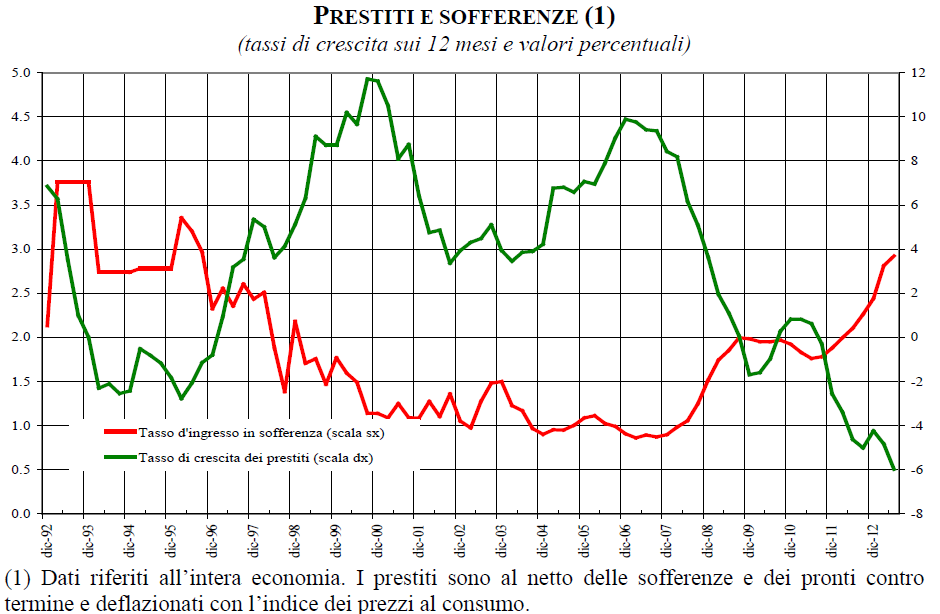 PRESTITI E SOFFERENZE (1)
(tassi di crescita sui 12 mesi e valori percentuali)
5.0
4.5
4.0
3.5
3.0
2.5
2.0
1.5
1.0
0.5
0.0
12
10
8
6
4
2
0
-2
-4
-6
-8
Tasso d'ingresso in sofferenza (scala sx)
Tasso di crescita dei prestiti (scala dx)
dic-92
dic-93
dic-94
dic-95
dic-96
dic-97
dic-98
dic-99
dic-00
dic-01
dic-02
dic-03
dic-04
dic-05
dic-06
dic-07
dic-08
dic-09
dic-10
dic-11
dic-12
(1) Dati riferiti all’intera economia. I prestiti sono al netto delle sofferenze e dei pronti contro
termine e deflazionati con l’indice dei prezzi al consumo.